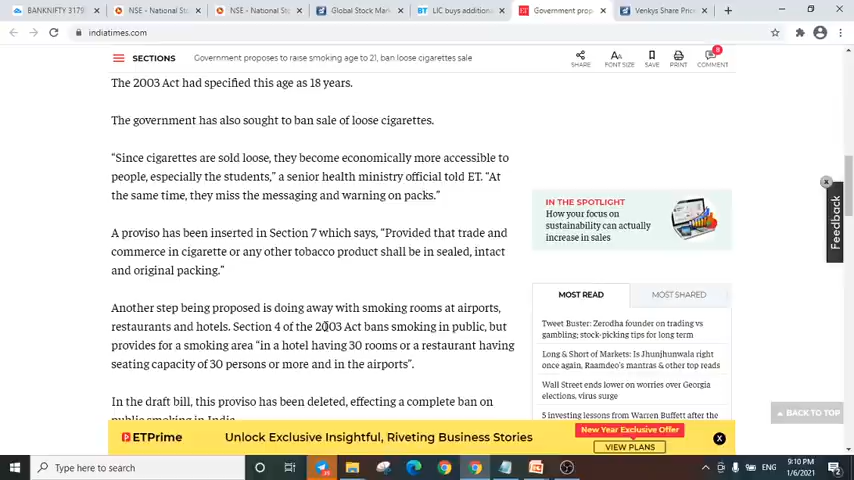 BANKNIFTY 3179
NSE - National Sto
NSE - National Sto
Global Stock Mark
LIC buys addition
Government prop
Venkys Share Price
indiatimes.com
SECTIONS
Government proposes to raise smoking age to 21, ban loose cigarettes sale
SHARE
FONT SIZE
SAVE
PRINT
8
COMMENT
The 2003 Act had specified this age as 18 years.
The government has also sought to ban sale of loose cigarettes.
“Since cigarettes are sold loose, they become economically more accessible to
people, especially the students,” a senior health ministry official told ET. “At
the same time, they miss the messaging and warning on packs.”
A proviso has been inserted in Section 7 which says, “Provided that trade and
commerce in cigarette or any other tobacco product shall be in sealed, intact
and original packing.”
Another step being proposed is doing away with smoking rooms at airports,
restaurants and hotels. Section 4 of the 2003 Act bans smoking in public, but
provides for a smoking area “in a hotel having 30 rooms or a restaurant having
seating capacity of 30 persons or more and in the airports”.
In the draft bill, this proviso has been deleted, effecting a complete ban on
public smoking in India.
IN THE SPOTLIGHT
How your focus on
sustainability can actually
increase in sales
Feedback
MOST READ
MOST SHARED
Tweet Buster: Zerodha founder on trading vs
gambling; stock-picking tips for long term
Long & Short of Markets: Is Jhunjhunwala right
once again, Raamdeo's mantras & other top reads
Wall Street ends lower on worries over Georgia
elections, virus surge
5 investing lessons from Warren Buffett after the
BACK TO TOP
ETPrime
Unlock Exclusive Insightful, Riveting Business Stories
New Year Exclusive Offer
VIEW PLANS
Type here to search
ENG
9:10 PM
1/6/2021